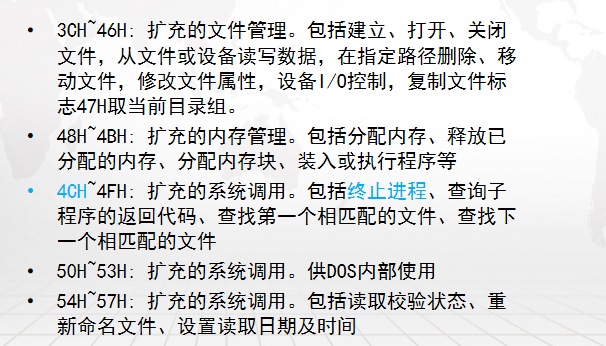 • 3CH~46H: 扩充的文件管理。包括建立、打开、关闭
文件，从文件或设备读写数据，在指定路径删除、移
动文件，修改文件属性，设备I/O控制，复制文件标
志47H取当前目录组。
• 48H~4BH: 扩充的内存管理。包括分配内存、释放已
分配的内存、分配内存块、装入或执行程序等
• 4CH~4FH: 扩充的系统调用。包括终止进程、查询子
程序的返回代码、查找第一个相匹配的文件、查找下
一个相匹配的文件
• 50H~53H: 扩充的系统调用。供DOS内部使用
• 54H~57H: 扩充的系统调用。包括读取校验状态、重
新命名文件、设置读取日期及时间